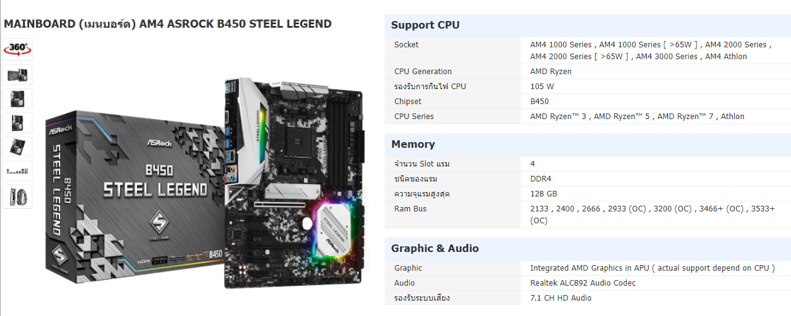 MAINBOARD (เมนบอร์ด) AM4 ASROCK B450 STEEL LEGEND
360°
ASRock
B450
STEEL LEGEND
STEEL LEGEND
B450
STEEL LEGEND
ASRock
HDMI
B450
Support CPU
Socket
AM4 1000 Series , AM4 1000 Series [ >65W ] , AM4 2000 Series ,
AM4 2000 Series [ >65W ] , AM4 3000 Series , AM4 Athlon
CPU Generation
AMD Ryzen
รองรับการกินไฟ CPU
105 W
Chipset
B450
CPU Series
AMD Ryzen™ 3 , AMD Ryzen™ 5 , AMD Ryzen™ 7 , Athlon
Memory
จำนวน Slot แรม
4
ชนิดของแรม
DDR4
ความจุแรมสูงสุด
128 GB
Ram Bus
2133 , 2400 , 2666 , 2933 (OC) , 3200 (OC) , 3466+ (OC) , 3533+
(OC)
Graphic & Audio
Graphic
Integrated AMD Graphics in APU ( actual support depend on CPU )
Audio
Realtek ALC892 Audio Codec
รองรับระบบเสียง
7.1 CH HD Audio